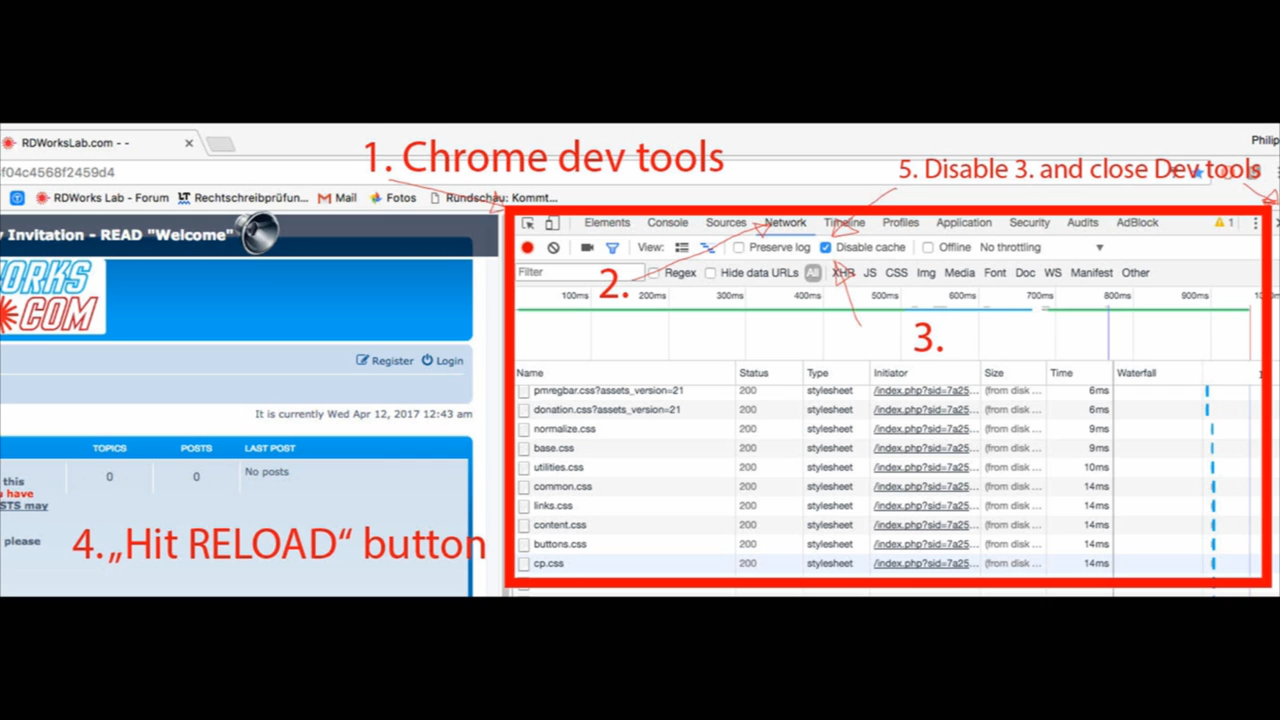 RDWorksLab.com - -
Philip
f04c4568f2459d4
1. Chrome dev tools
5. Disable 3. and close Dev tools
RDWorks Lab - Forum Rechtschreibprüfun... Mail Fotos Rundschau: Kommt...
y Invitation - READ "Welcome"
Elements Console Sources Network Timeline Profiles Application Security Audits AdBlock 1
View: Preserve log Disable cache Offline No throttling
Filter Regex Hide data URLs All XHR JS CSS Img Media Font Doc WS Manifest Other
2.
100ms 200ms 300ms 400ms 500ms 600ms 700ms 800ms 900ms
3.
ORKS
COM
Register Login
It is currently Wed Apr 12, 2017 12:43 am
TOPICS POSTS LAST POST
this 0 0 No posts
have
STS may
please
4. „Hit RELOAD“ button
Name Status Type Initiator Size Time Waterfall
pmregbar.css?assets_version=21 200 stylesheet /index.php?sid=7a25... (from disk ... 6ms
donation.css?assets_version=21 200 stylesheet /index.php?sid=7a25... (from disk ... 6ms
normalize.css 200 stylesheet /index.php?sid=7a25... (from disk ... 9ms
base.css 200 stylesheet /index.php?sid=7a25... (from disk ... 9ms
utilities.css 200 stylesheet /index.php?sid=7a25... (from disk ... 10ms
common.css 200 stylesheet /index.php?sid=7a25... (from disk ... 14ms
links.css 200 stylesheet /index.php?sid=7a25... (from disk ... 14ms
content.css 200 stylesheet /index.php?sid=7a25... (from disk ... 14ms
buttons.css 200 stylesheet /index.php?sid=7a25... (from disk ... 14ms
cp.css 200 stylesheet /index.php?sid=7a25... (from disk ... 14ms